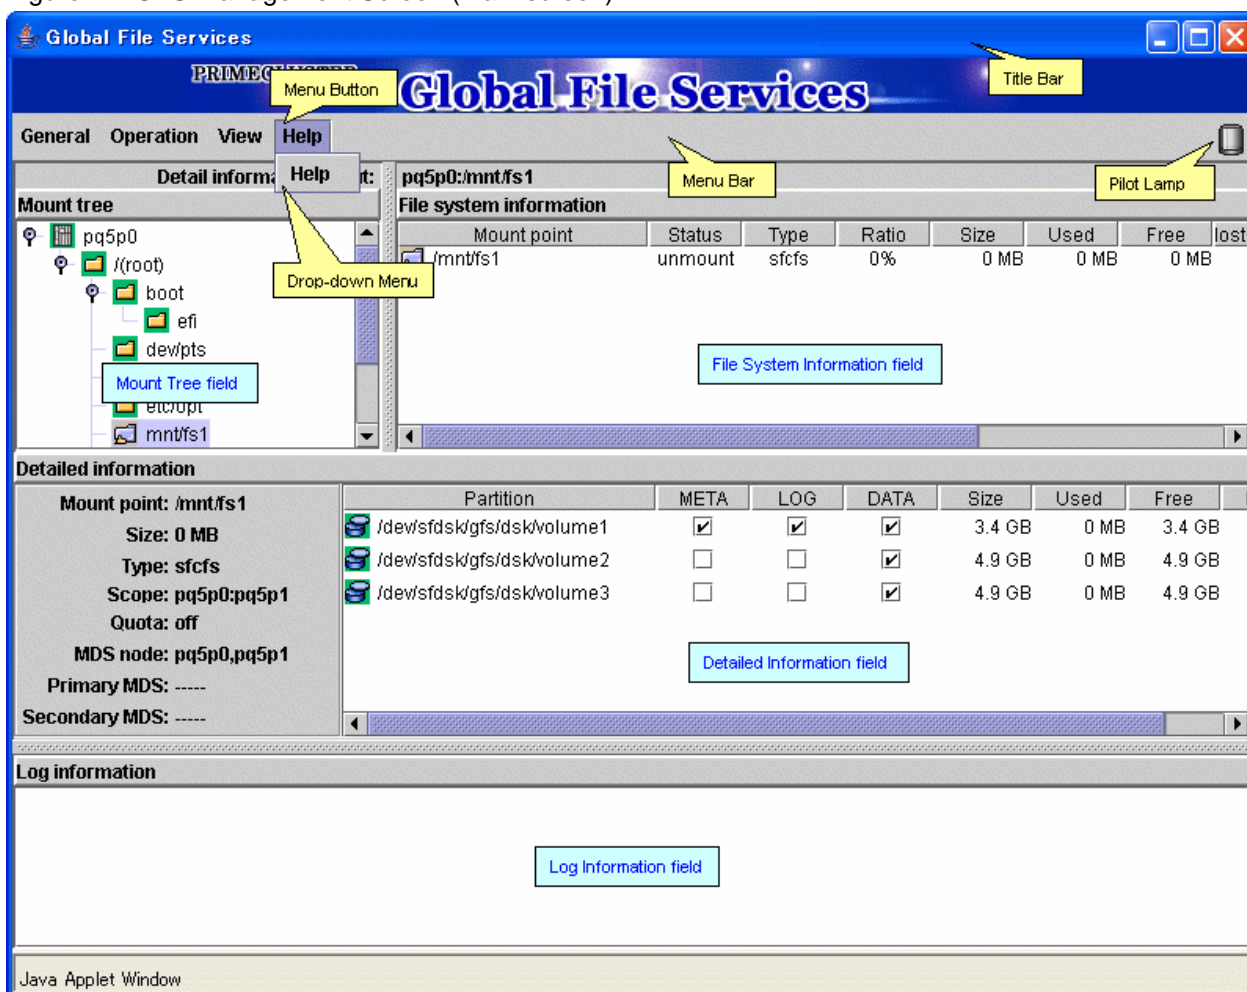 Global File Services
PRIMECLUSTER
Global File Services
Menu Button
Title Bar
General Operation View Help
Help
Menu Bar
Pilot Lamp
Detail informa t: pq5p0:/mnt/fs1
Mount tree
File system information
Mount point Status Type Ratio Size Used Free lost
/mnt/fs1 unmount sfcfs 0% 0 MB 0 MB 0 MB
pq5p0
/(root)
boot
efi
dev/pts
etc/opt
mnt/fs1
Drop-down Menu
Mount Tree field
File System Information field
Detailed information
Mount point: /mnt/fs1
Size: 0 MB
Type: sfcfs
Scope: pq5p0:pq5p1
Quota: off
MDS node: pq5p0,pq5p1
Primary MDS: -----
Secondary MDS: -----
Partition META LOG DATA Size Used Free
/dev/sfdsk/gfs/dsk/volume1 3.4 GB 0 MB 3.4 GB
/dev/sfdsk/gfs/dsk/volume2 4.9 GB 0 MB 4.9 GB
/dev/sfdsk/gfs/dsk/volume3 4.9 GB 0 MB 4.9 GB
Detailed Information field
Log information
Log Information field
Java Applet Window